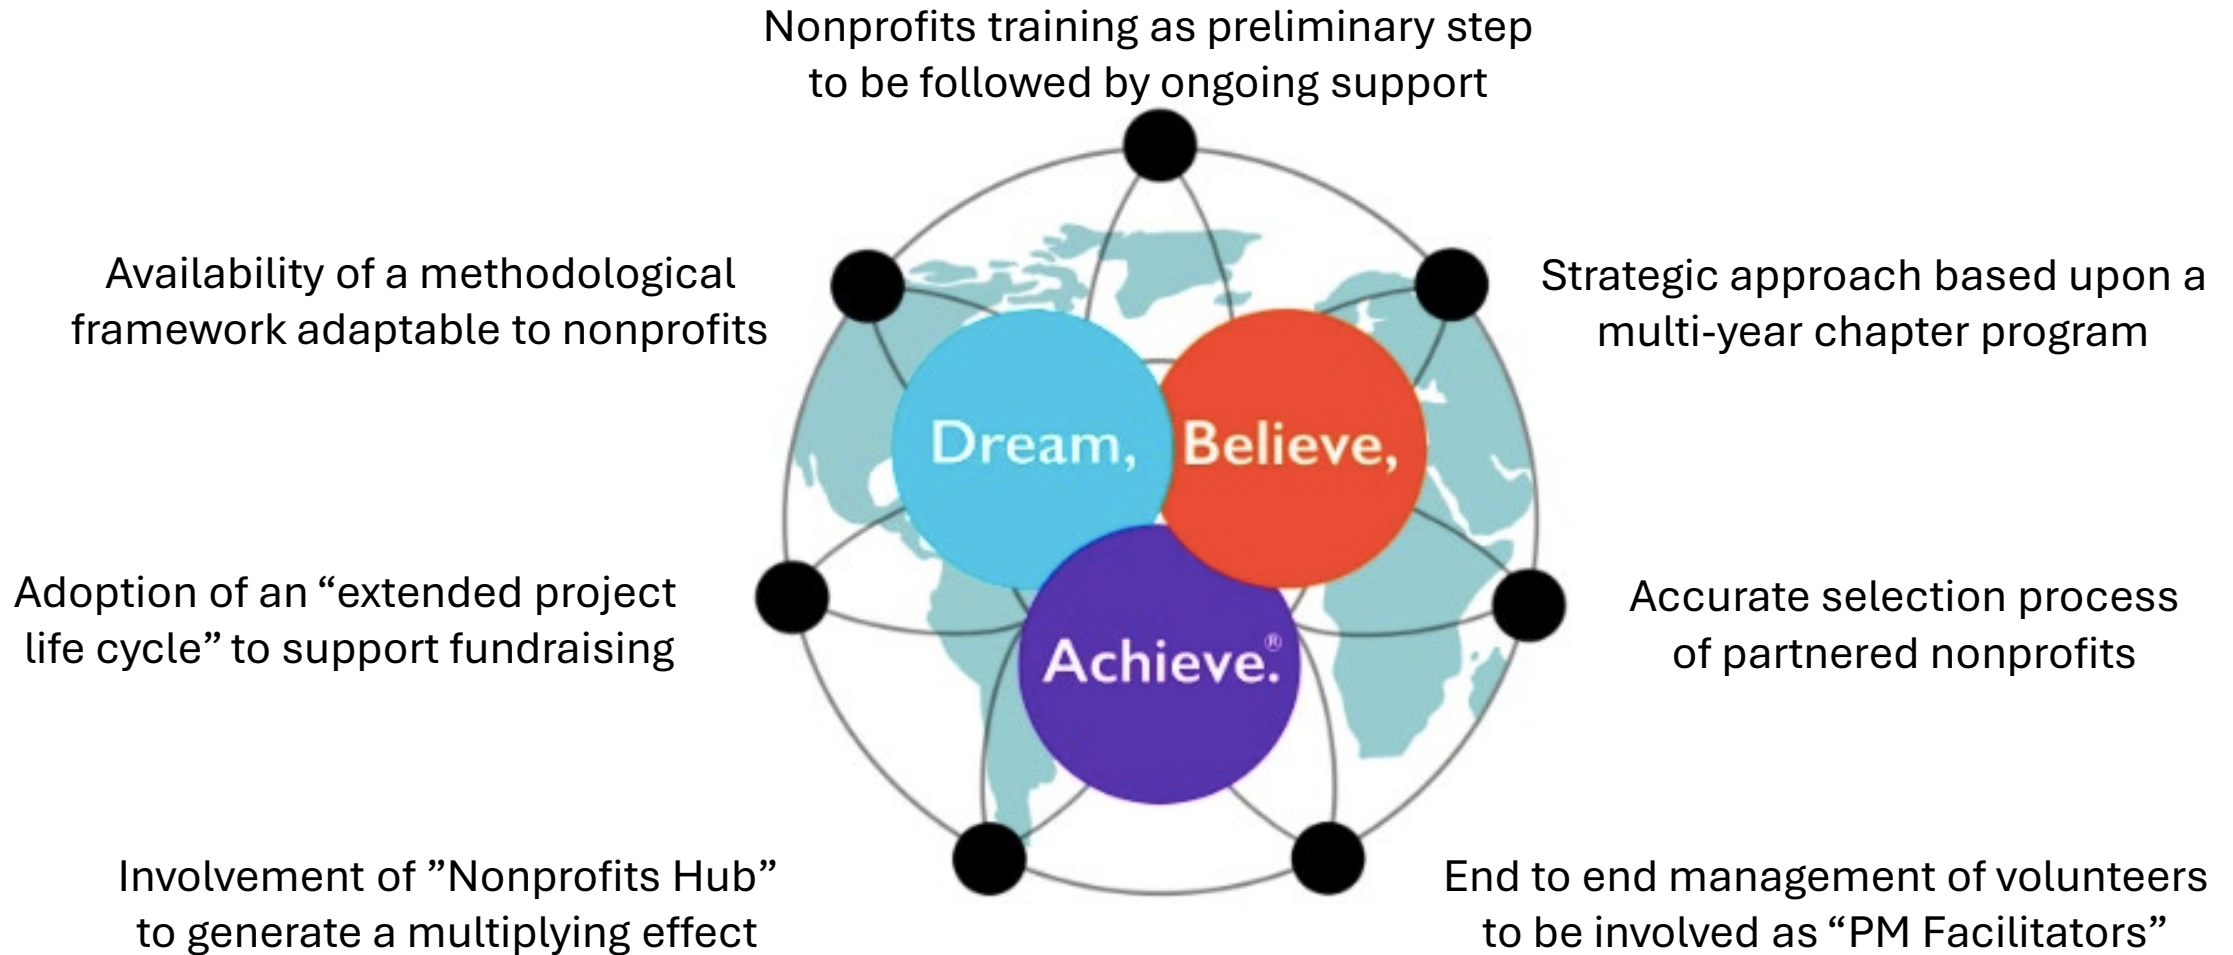 Nonprofits training as preliminary step
to be followed by ongoing support
Availability of a methodological
framework adaptable to nonprofits
Strategic approach based upon a
multi-year chapter program
Dream,
Believe,
Achieve.®
Adoption of an “extended project
life cycle” to support fundraising
Accurate selection process
of partnered nonprofits
Involvement of ”Nonprofits Hub”
to generate a multiplying effect
End to end management of volunteers
to be involved as “PM Facilitators”